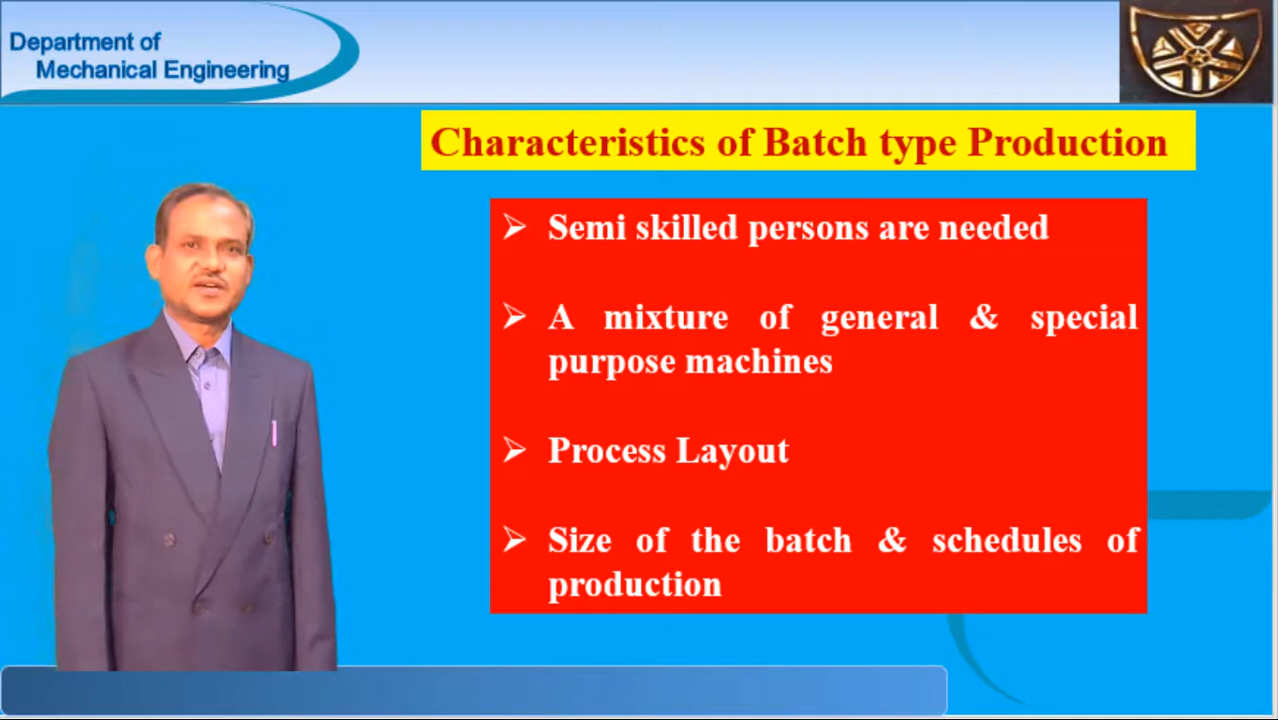 Department of
Mechanical Engineering
Characteristics of Batch type Production
➢ Semi skilled persons are needed
➢ A mixture of general & special
purpose machines
➢ Process Layout
➢ Size of the batch & schedules of
production